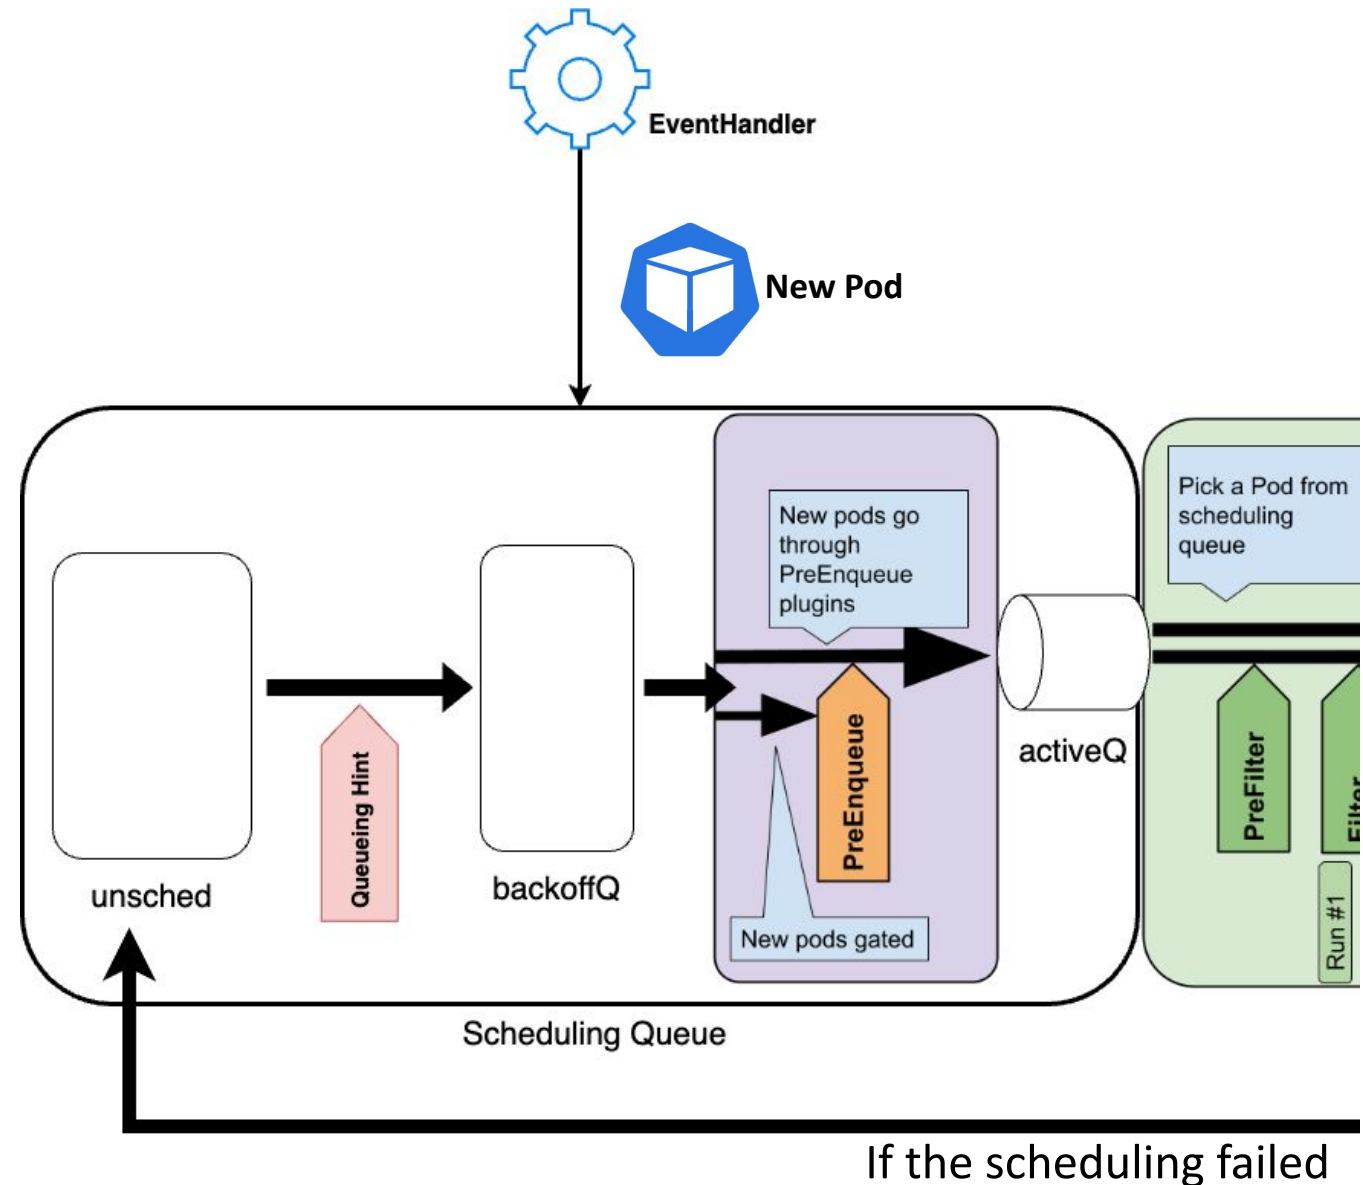 EventHandler
New Pod
New pods go
through
PreEnqueue
plugins
Pick a Pod from
scheduling
queue
Queueing Hint
PreEnqueue
activeQ
PreFilter
Filter
Run #1
unsched
backoffQ
New pods gated
Scheduling Queue
If the scheduling failed